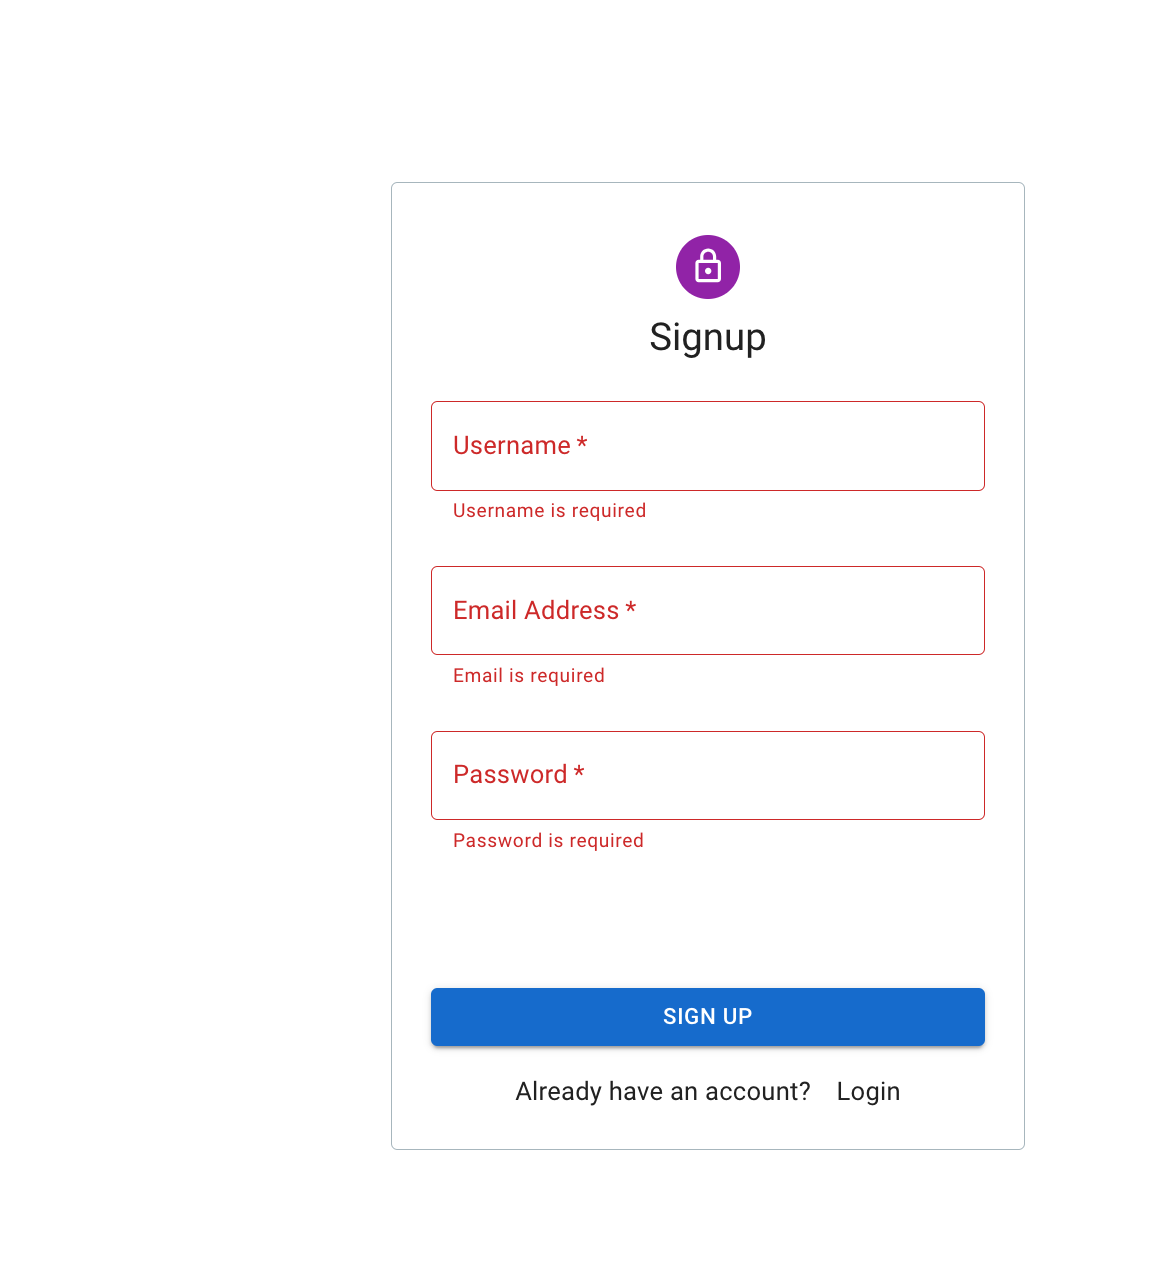 Signup
Username *
Username is required
Email Address *
Email is required
Password *
Password is required
SIGN UP
Already have an account? Login